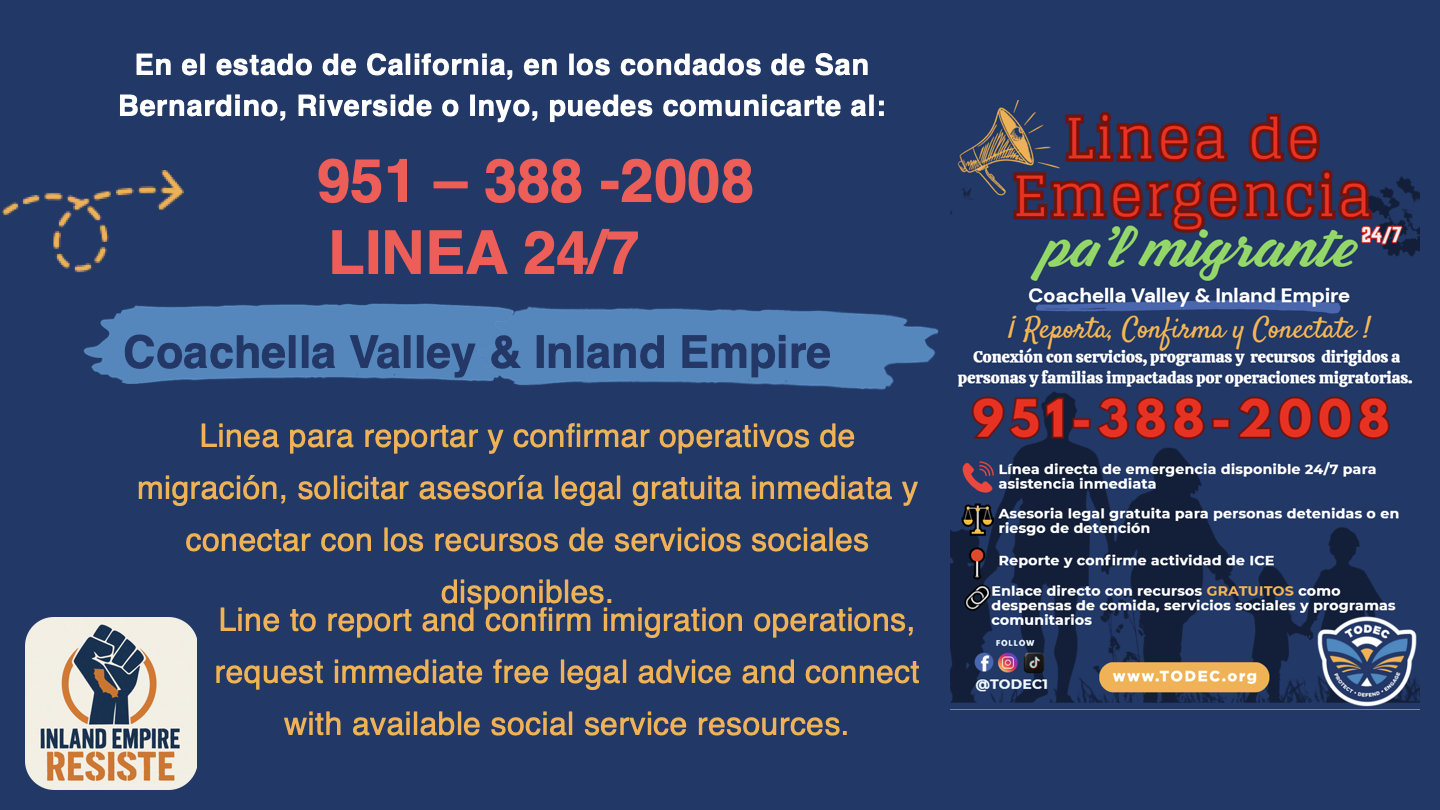 En el estado de California, en los condados de San
Bernardino, Riverside o Inyo, puedes comunicarte al:
951 – 388 -2008
LINEA 24/7
Coachella Valley & Inland Empire
Linea para reportar y confirmar operativos de
migración, solicitar asesoría legal gratuita inmediata y
conectar con los recursos de servicios sociales
disponibles.
Line to report and confirm imigration operations,
request immediate free legal advice and connect
with available social service resources.
INLAND EMPIRE
RESISTE
Linea de
Emergencia
pa'l migrante 24/7
Coachella Valley & Inland Empire
¡ Reporta, Confirma y Conectate !
Conexión con servicios, programas y recursos dirigidos a
personas y familias impactadas por operaciones migratorias.
951-388-2008
Línea directa de emergencia disponible 24/7 para
asistencia inmediata
Asesoria legal gratuita para personas detenidas o en
riesgo de detención
Reporte y confirme actividad de ICE
Enlace directo con recursos GRATUITOS como
despensas de comida, servicios sociales y programas
comunitarios
FOLLOW
@TODEC1
www.TODEC.org
TODEC
PROTECT • DEFEND • ENGAGE